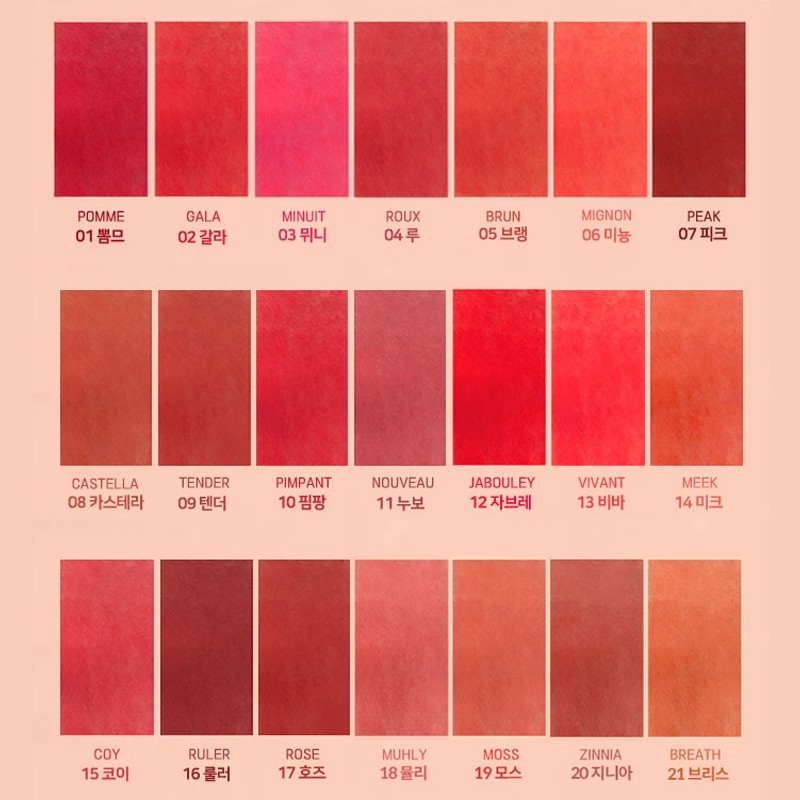 POMME
01 뽐므
GALA
02 갈라
MINUIT
03 뮈니
ROUX
04 루
BRUN
05 브랭
MIGNON
06 미뇽
PEAK
07 피크
CASTELLA
08 카스테라
TENDER
09 텐더
PIMPANT
10 핌팡
NOUVEAU
11 누보
JABOULEY
12 자브레
VIVANT
13 비바
MEEK
14 미크
COY
15 코이
RULER
16 룰러
ROSE
17 호즈
MUHLY
18 뮬리
MOSS
19 모스
ZINNIA
20 지니아
BREATH
21 브리스